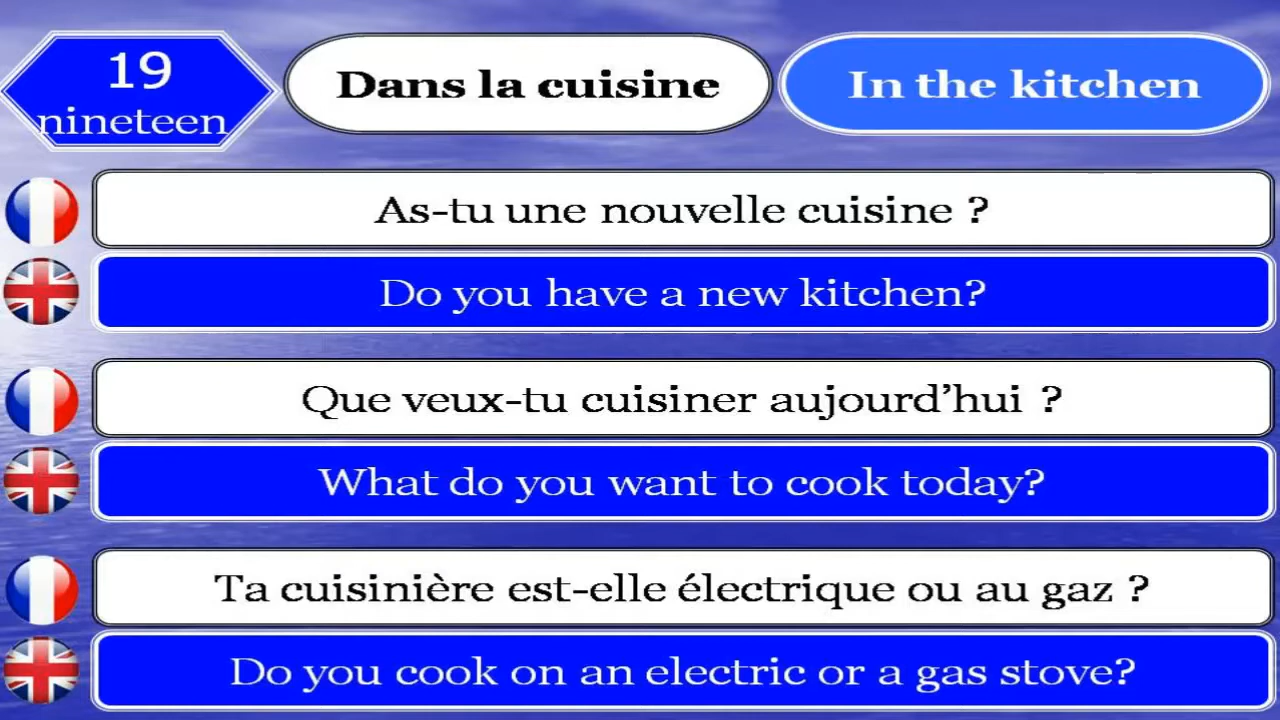 19
nineteen
Dans la cuisine
In the kitchen
As-tu une nouvelle cuisine ?
Do you have a new kitchen?
Que veux-tu cuisiner aujourd’hui ?
What do you want to cook today?
Ta cuisinière est-elle électrique ou au gaz ?
Do you cook on an electric or a gas stove?